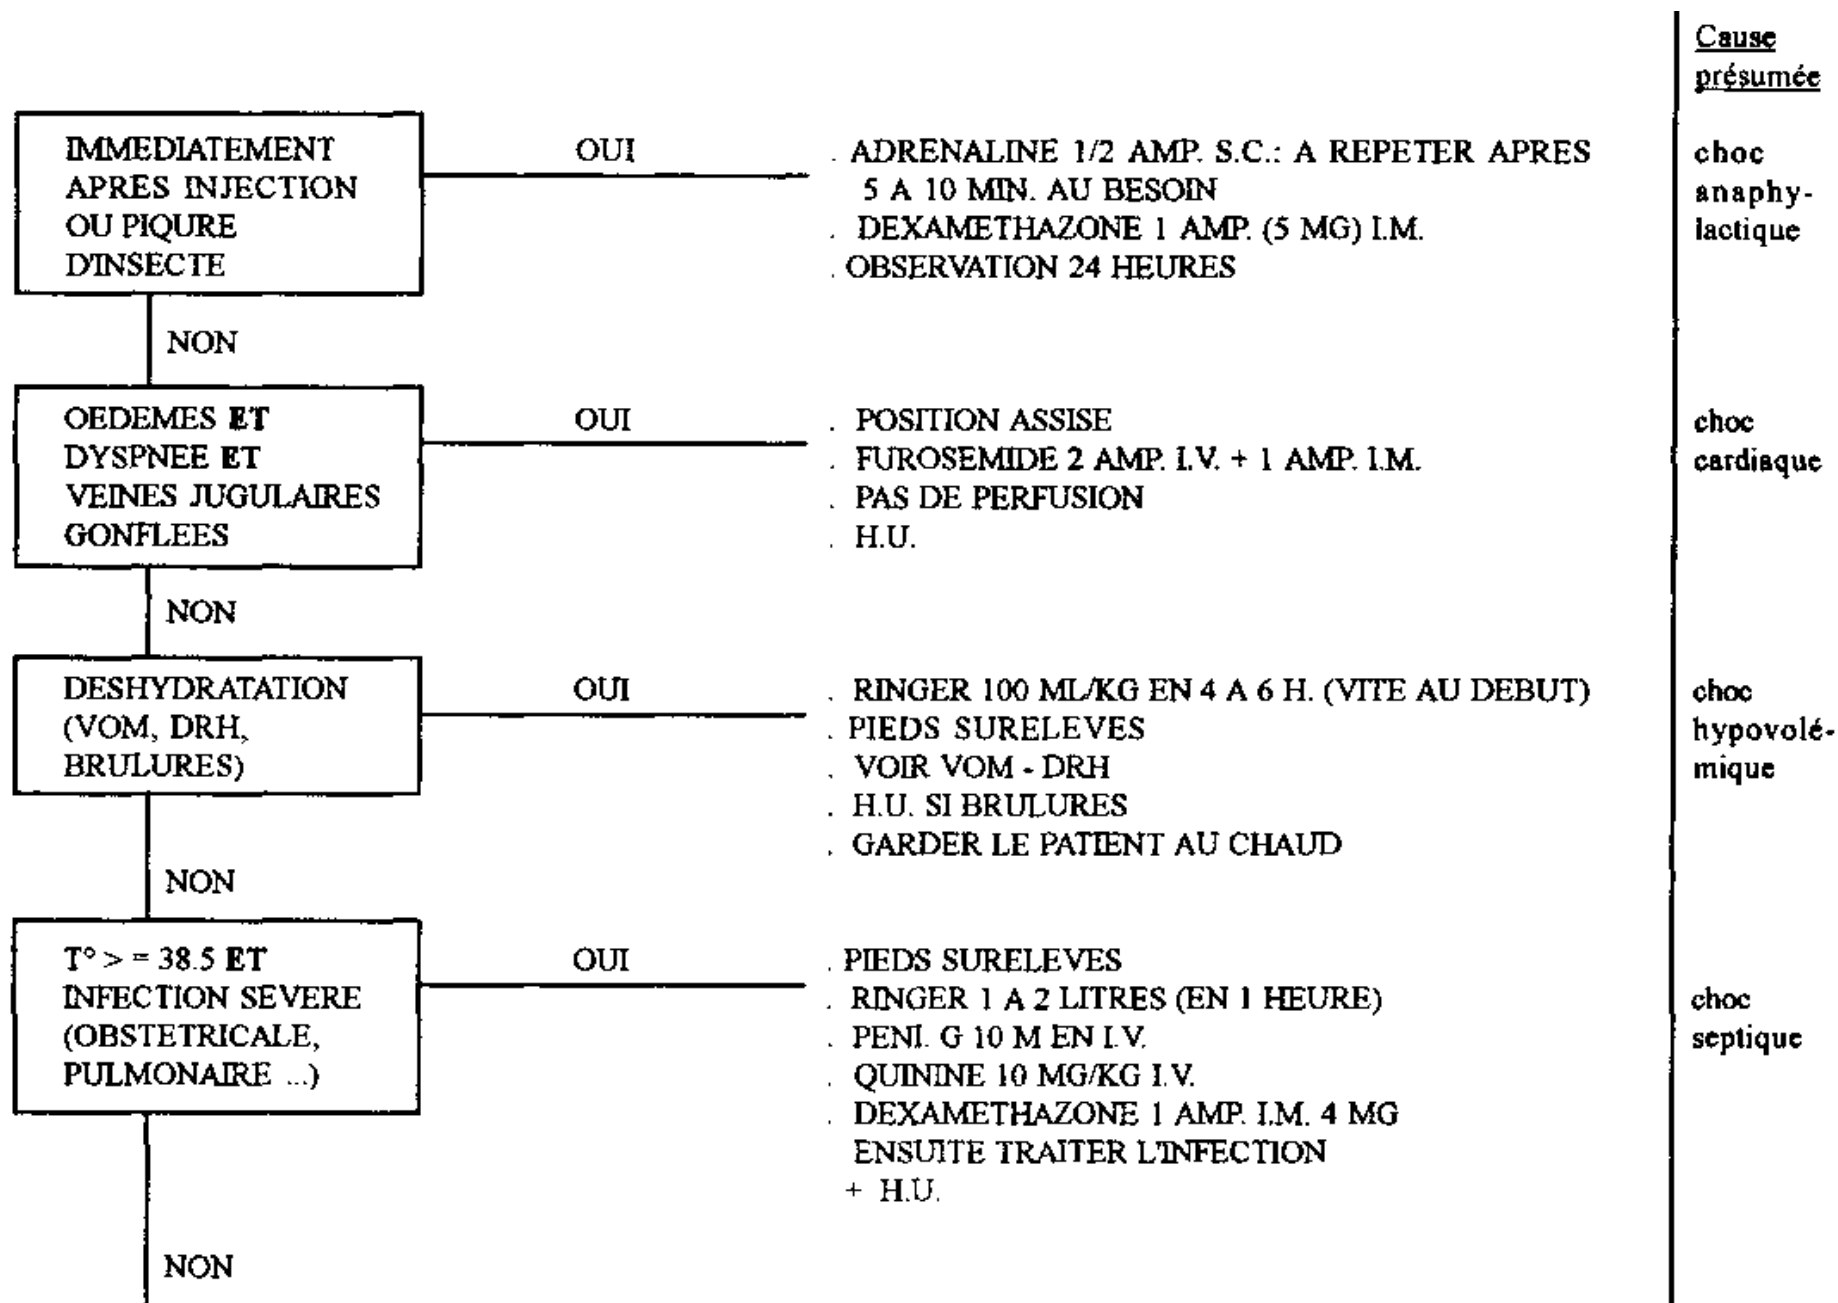 Cause
présumée
IMMEDIATEMENT
APRES INJECTION
OU PIQURE
D'INSECTE
OUI
. ADRENALINE 1/2 AMP. S.C.: A REPETER APRES
5 A 10 MIN. AU BESOIN
. DEXAMETHAZONE 1 AMP. (5 MG) I.M.
. OBSERVATION 24 HEURES
choc
anaphy-
lactique
NON
OEDEMES ET
DYSPNEE ET
VEINES JUGULAIRES
GONFLEES
OUI
. POSITION ASSISE
. FUROSEMIDE 2 AMP. I.V. + 1 AMP. I.M.
. PAS DE PERFUSION
. H.U.
choc
cardiaque
NON
DESHYDRATATION
(VOM, DRH,
BRULURES)
OUI
. RINGER 100 ML/KG EN 4 A 6 H. (VITE AU DEBUT)
. PIEDS SURELEVES
. VOIR VOM - DRH
. H.U. SI BRULURES
. GARDER LE PATIENT AU CHAUD
choc
hypovolé-
mique
NON
T° > = 38.5 ET
INFECTION SEVERE
(OBSTETRICALE,
PULMONAIRE ...)
OUI
. PIEDS SURELEVES
. RINGER 1 A 2 LITRES (EN 1 HEURE)
. PENI. G 10 M EN I.V.
. QUININE 10 MG/KG I.V.
. DEXAMETHAZONE 1 AMP. I.M. 4 MG
ENSUITE TRAITER L'INFECTION
+ H.U.
choc
septique
NON